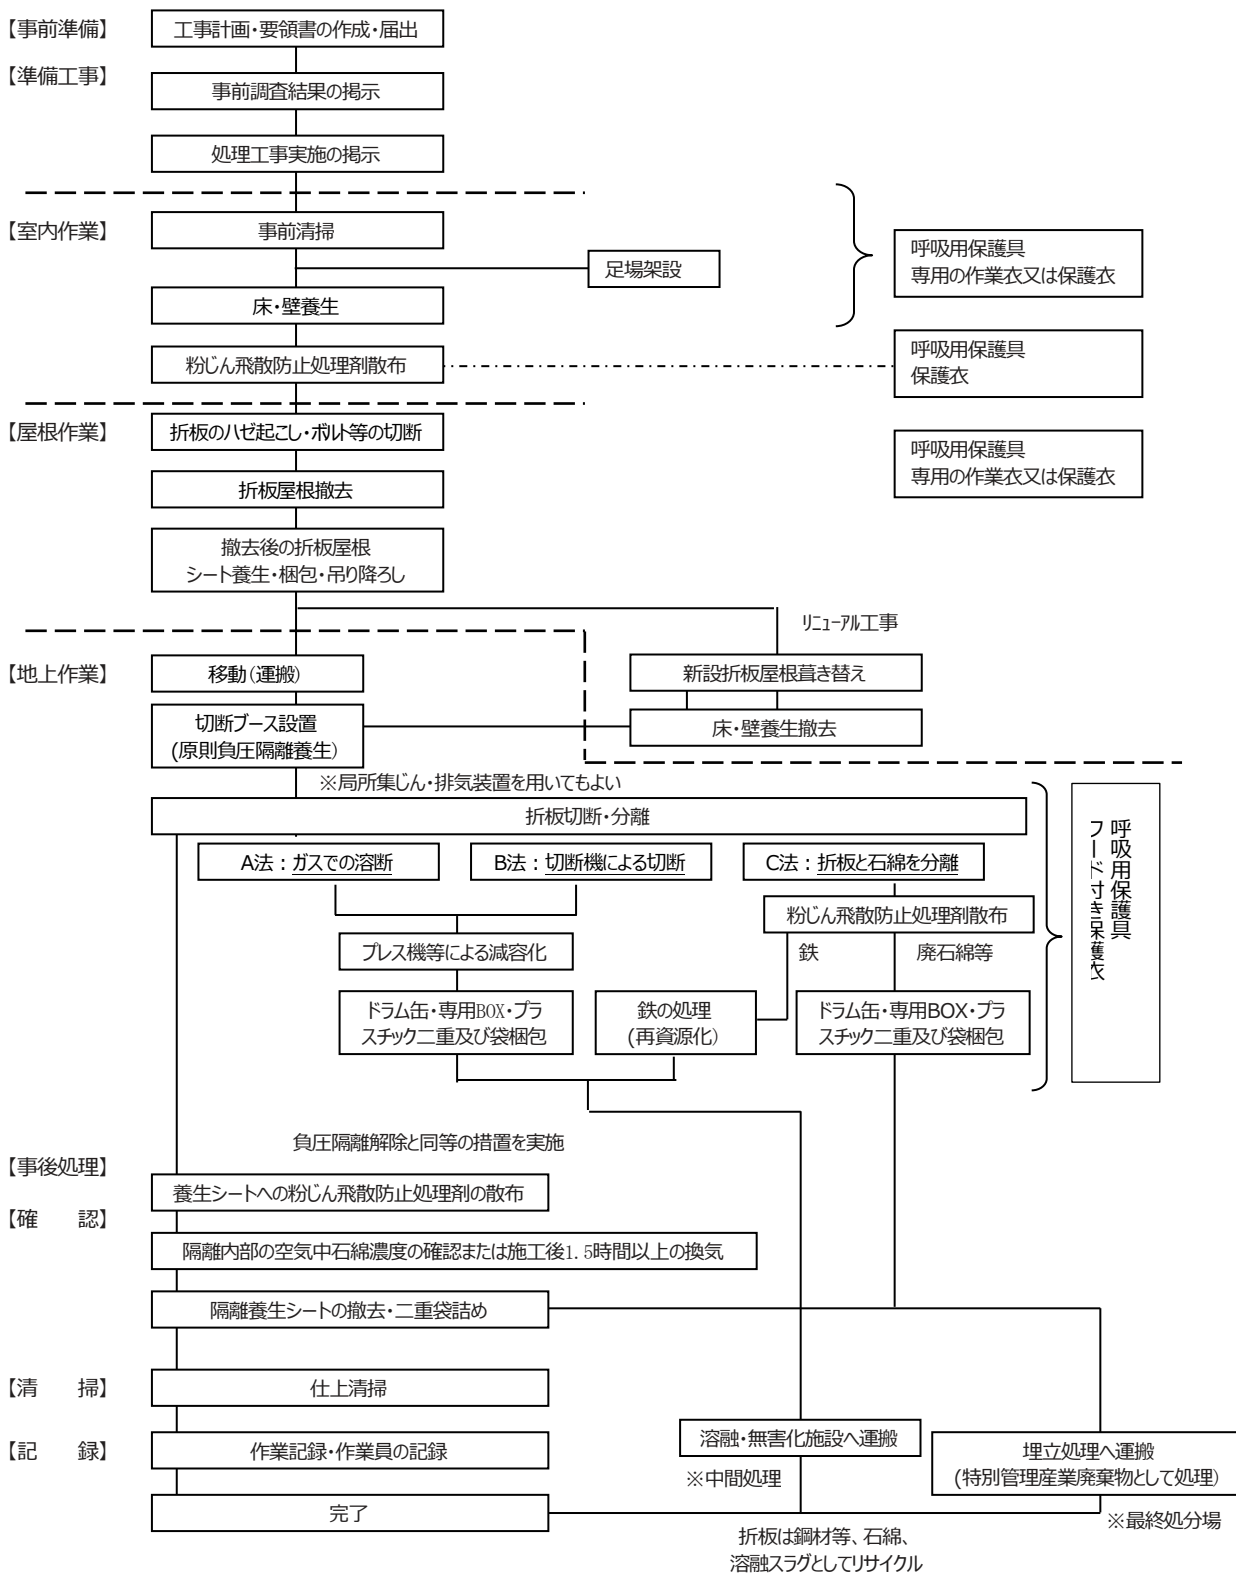 【事前準備】
工事計画・要領書の作成・届出
【準備工事】
事前調査結果の掲示
処理工事実施の掲示
【室内作業】
事前清掃
足場架設
呼吸用保護具
専用の作業衣又は保護衣
床・壁養生
粉じん飛散防止処理剤散布
呼吸用保護具
保護衣
【屋根作業】
折板のハゼ起こし・ボルト等の切断
呼吸用保護具
専用の作業衣又は保護衣
折板屋根撤去
撤去後の折板屋根
シート養生・梱包・吊り降ろし
リニューアル工事
【地上作業】
移動(運搬)
新設折板屋根葺き替え
切断ブース設置
(原則負圧隔離養生)
床・壁養生撤去
※局所集じん・排気装置を用いてもよい
折板切断・分離
A法：ガスでの溶断
B法：切断機による切断
C法：折板と石綿を分離
呼吸用保護具
フード付き保護衣
粉じん飛散防止処理剤散布
プレス機等による減容化
鉄
廃石綿等
ドラム缶・専用BOX・プラ
スチック二重及び袋梱包
鉄の処理
(再資源化)
ドラム缶・専用BOX・プラ
スチック二重及び袋梱包
負圧隔離解除と同等の措置を実施
【事後処理】
養生シートへの粉じん飛散防止処理剤の散布
【確　　認】
隔離内部の空気中石綿濃度の確認または施工後1.5時間以上の換気
隔離養生シートの撤去・二重袋詰め
【清　　掃】
仕上清掃
【記　　録】
作業記録・作業員の記録
溶融・無害化施設へ運搬
※中間処理
埋立処理へ運搬
(特別管理産業廃棄物として処理)
※最終処分場
完了
折板は鋼材等、石綿、
溶融スラグとしてリサイクル